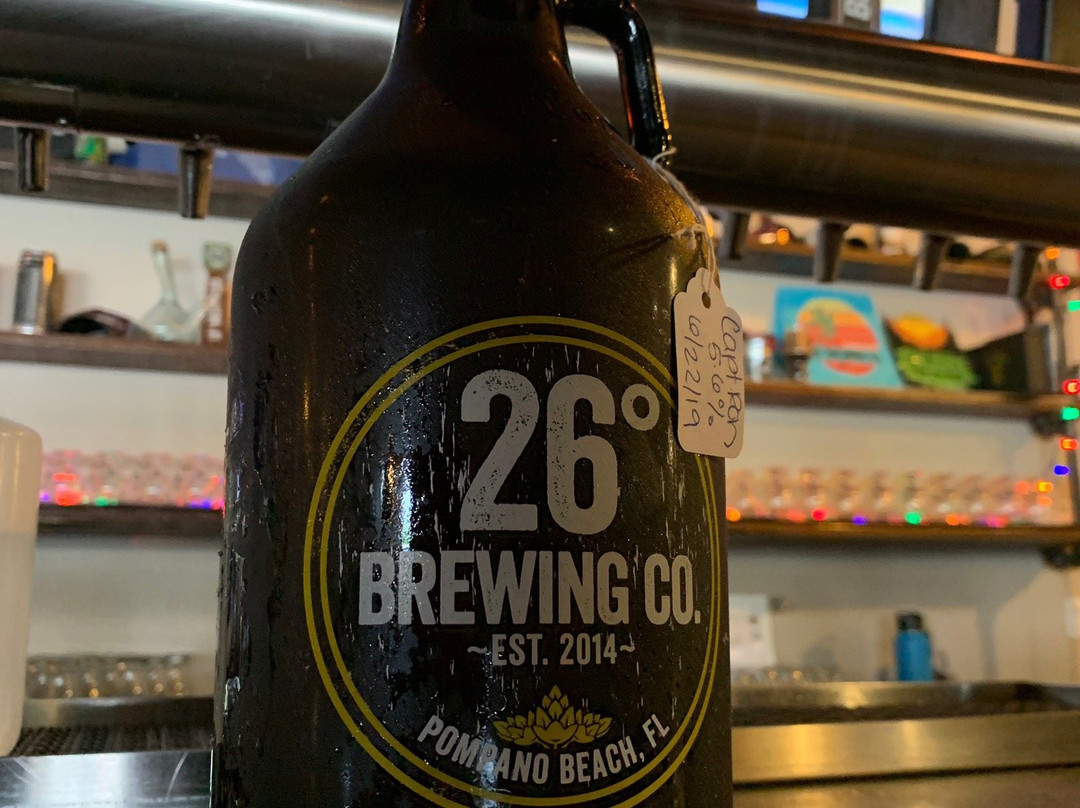 26°
BREWING CO.
~EST. 2014~
POMPANO BEACH, FL
Capt Ron
5.6%
6/22/19